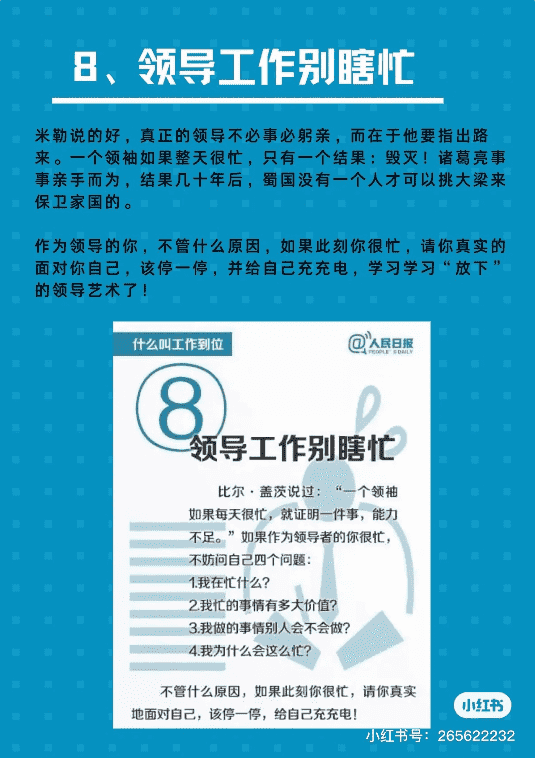 8、领导工作别瞎忙
米勒说的好，真正的领导不必事必躬亲，而在于他要指出路
来。一个领袖如果整天很忙，只有一个结果：毁灭！诸葛亮事
事亲手而为，结果几十年后，蜀国没有一个人才可以挑大梁来
保卫家国的。
作为领导的你，不管什么原因，如果此刻你很忙，请你真实的
面对你自己，该停一停，并给自己充充电，学习学习“放下”
的领导艺术了！
什么叫工作到位
@人民日报
PEOPLE'S DAILY
8
领导工作别瞎忙
比尔·盖茨说过：“一个领袖
如果每天很忙，就证明一件事，能力
不足。”如果作为领导者的你很忙，
不妨问自己四个问题：
1.我在忙什么？
2.我忙的事情有多大价值？
3.我做的事情别人会不会做？
4.我为什么会这么忙？
不管什么原因，如果此刻你很忙，请你真实
地面对自己，该停一停，给自己充充电！
小红书
小红书号：265622232